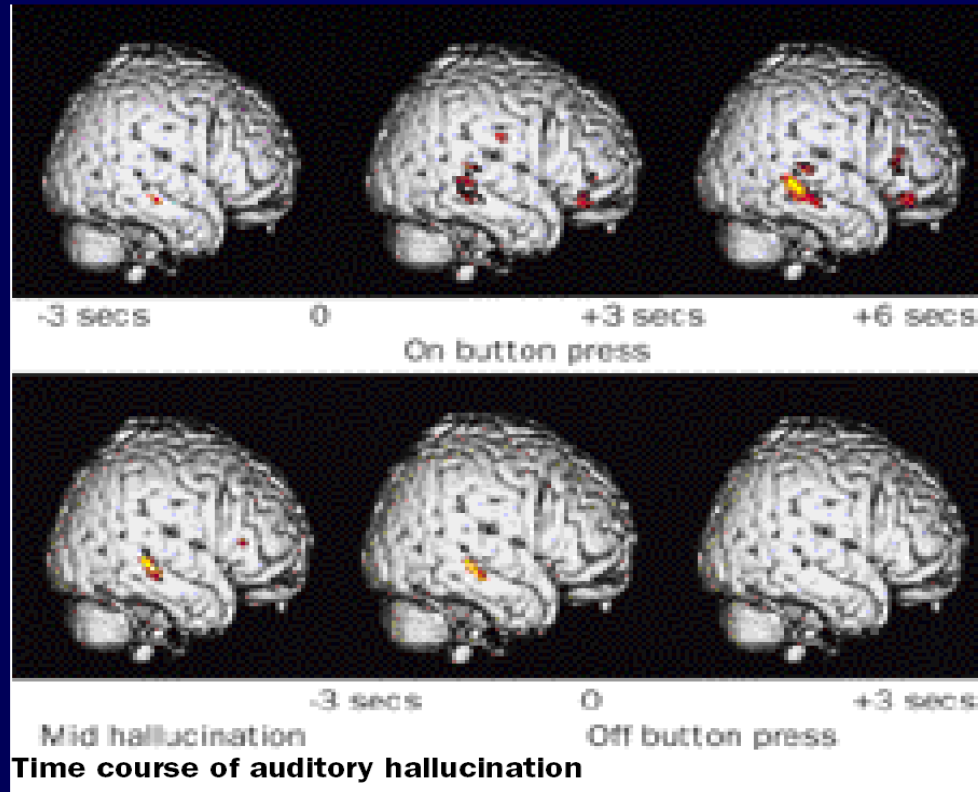 -3 secs 0 +3 secs +6 secs
On button press
-3 secs 0 +3 secs
Mid hallucination Off button press
Time course of auditory hallucination